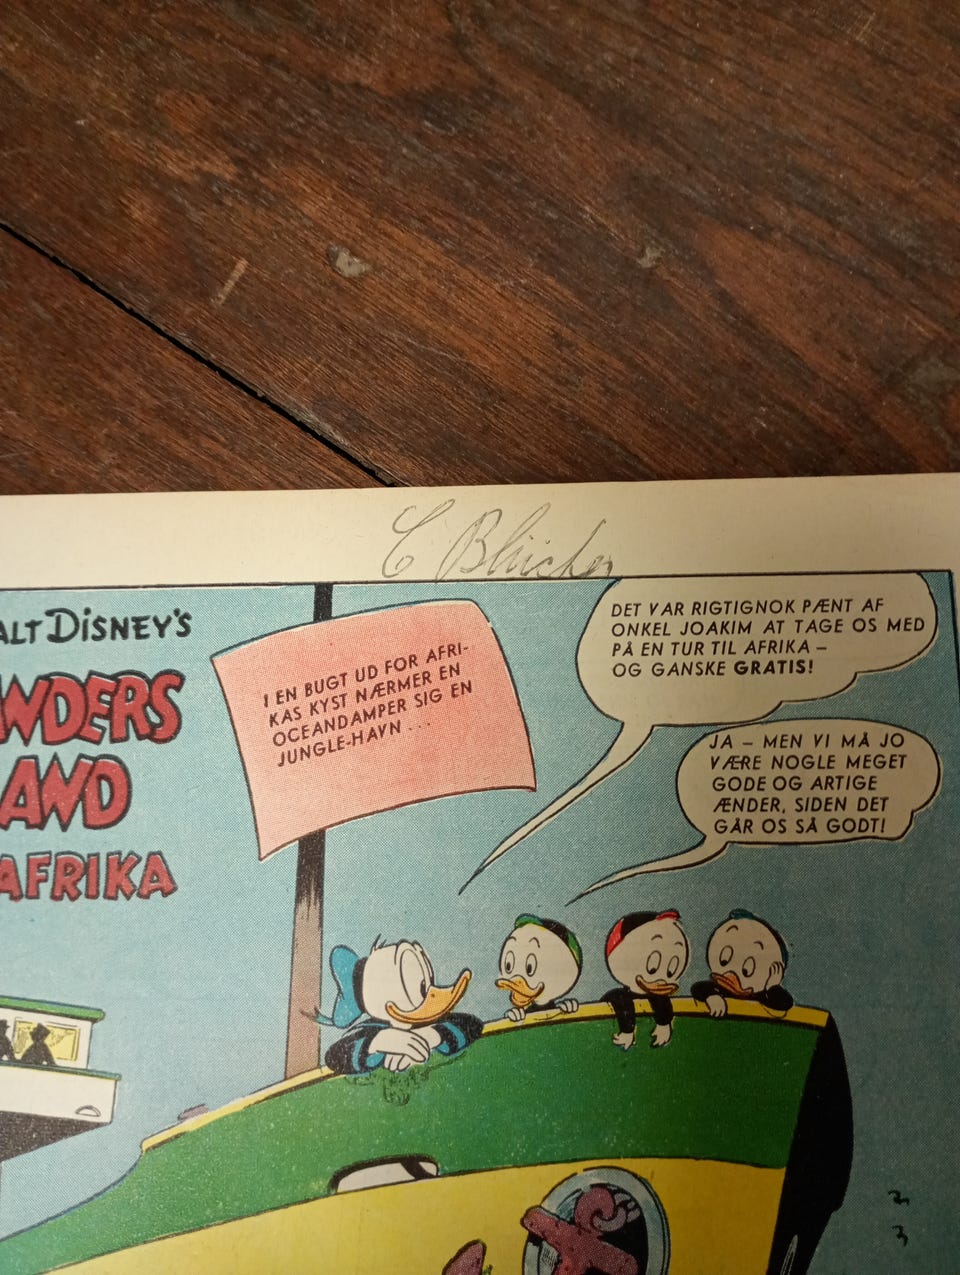 C Blücher
ALT DISNEY'S
ANDERS
AND
AFRIKA
I EN BUGT UD FOR AFRI-
KAS KYST NÆRMER EN
OCEANDAMPER SIG EN
JUNGLE-HAVN...
DET VAR RIGTIGNOK PÆNT AF
ONKEL JOAKIM AT TAGE OS MED
PÅ EN TUR TIL AFRIKA –
OG GANSKE GRATIS!
JA – MEN VI MÅ JO
VÆRE NOGLE MEGET
GODE OG ARTIGE
ÆNDER, SIDEN DET
GÅR OS SÅ GODT!